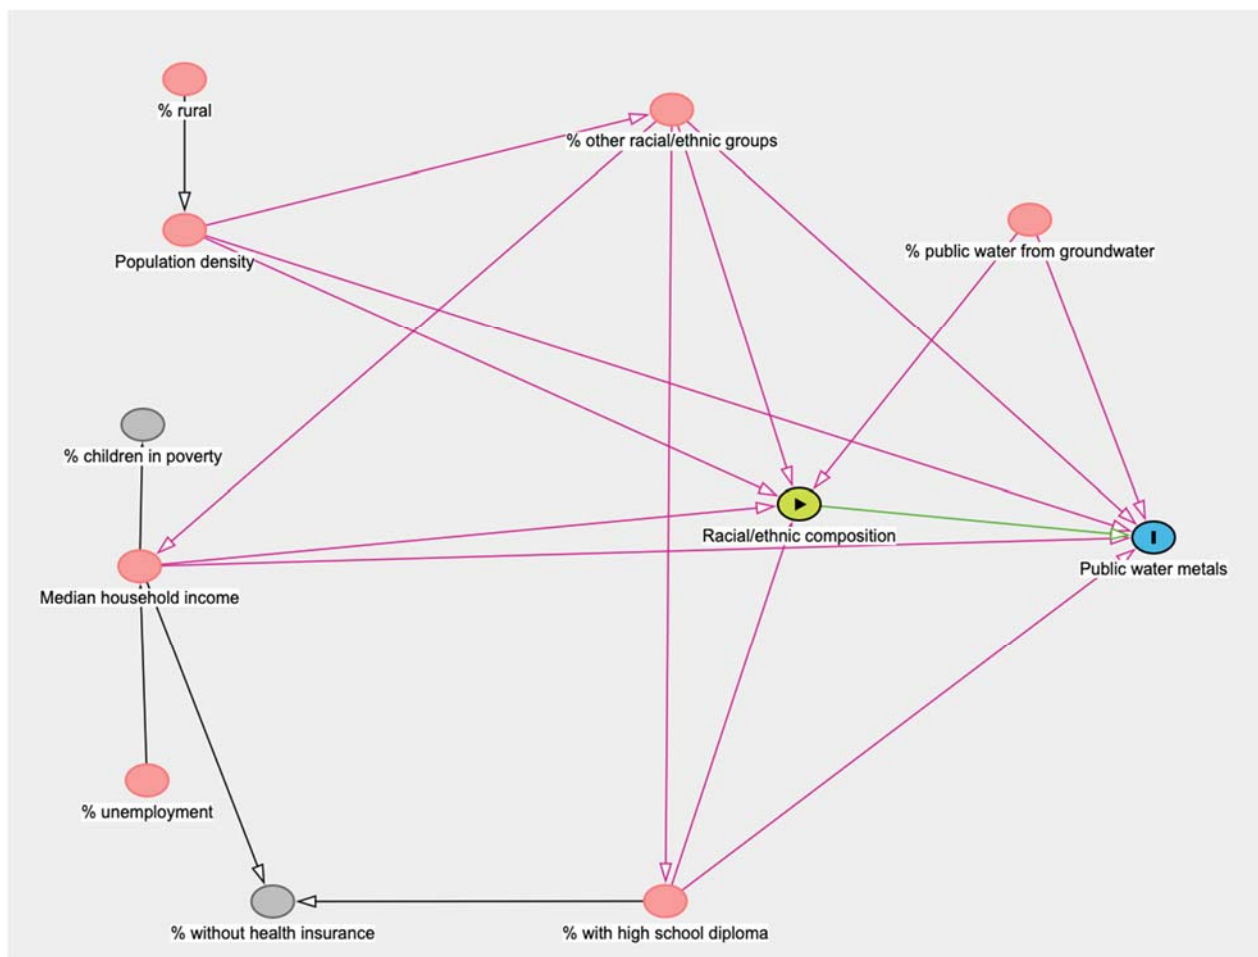 % rural
% other racial/ethnic groups
% public water from groundwater
Population density
% children in poverty
Racial/ethnic composition
Public water metals
Median household income
% unemployment
% without health insurance
% with high school diploma